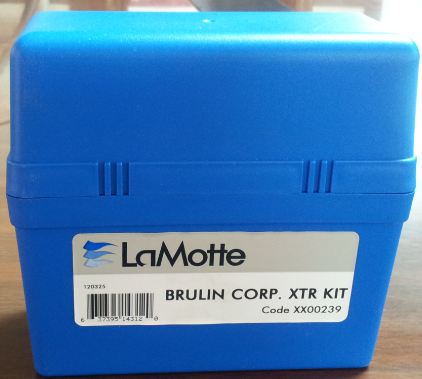 LaMotte
120325
BRULIN CORP. XTR KIT
Code XX00239
6 37395 14312 0